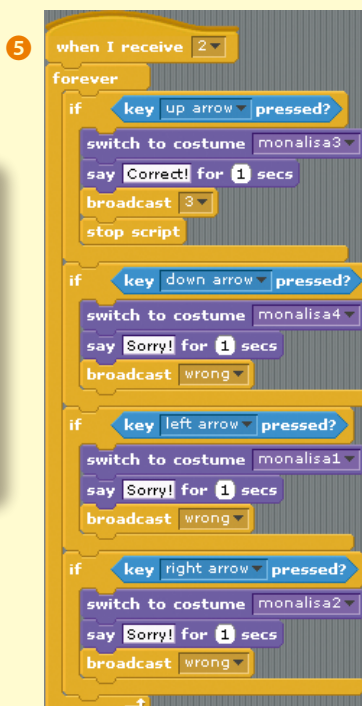 5
when I receive 2
forever
if key up arrow pressed?
switch to costume monalisa3
say Correct! for 1 secs
broadcast 3
stop script
if key down arrow pressed?
switch to costume monalisa4
say Sorry! for 1 secs
broadcast wrong
if key left arrow pressed?
switch to costume monalisa1
say Sorry! for 1 secs
broadcast wrong
if key right arrow pressed?
switch to costume monalisa2
say Sorry! for 1 secs
broadcast wrong